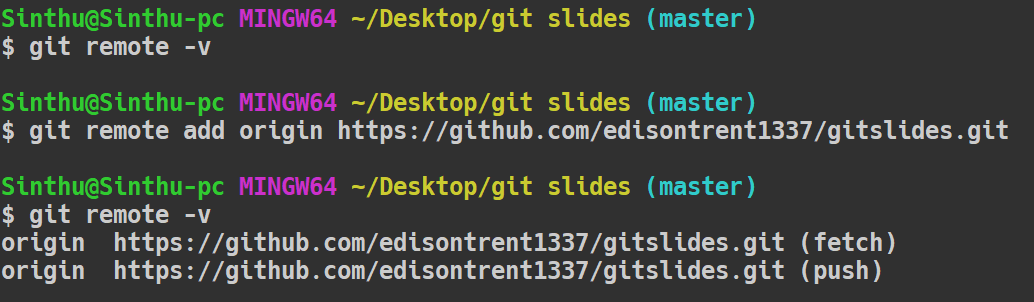 Sinthu@Sinthu-pc MINGW64 ~/Desktop/git slides (master)
$ git remote -v
Sinthu@Sinthu-pc MINGW64 ~/Desktop/git slides (master)
$ git remote add origin https://github.com/edisontrent1337/gitslides.git
Sinthu@Sinthu-pc MINGW64 ~/Desktop/git slides (master)
$ git remote -v
origin  https://github.com/edisontrent1337/gitslides.git (fetch)
origin  https://github.com/edisontrent1337/gitslides.git (push)